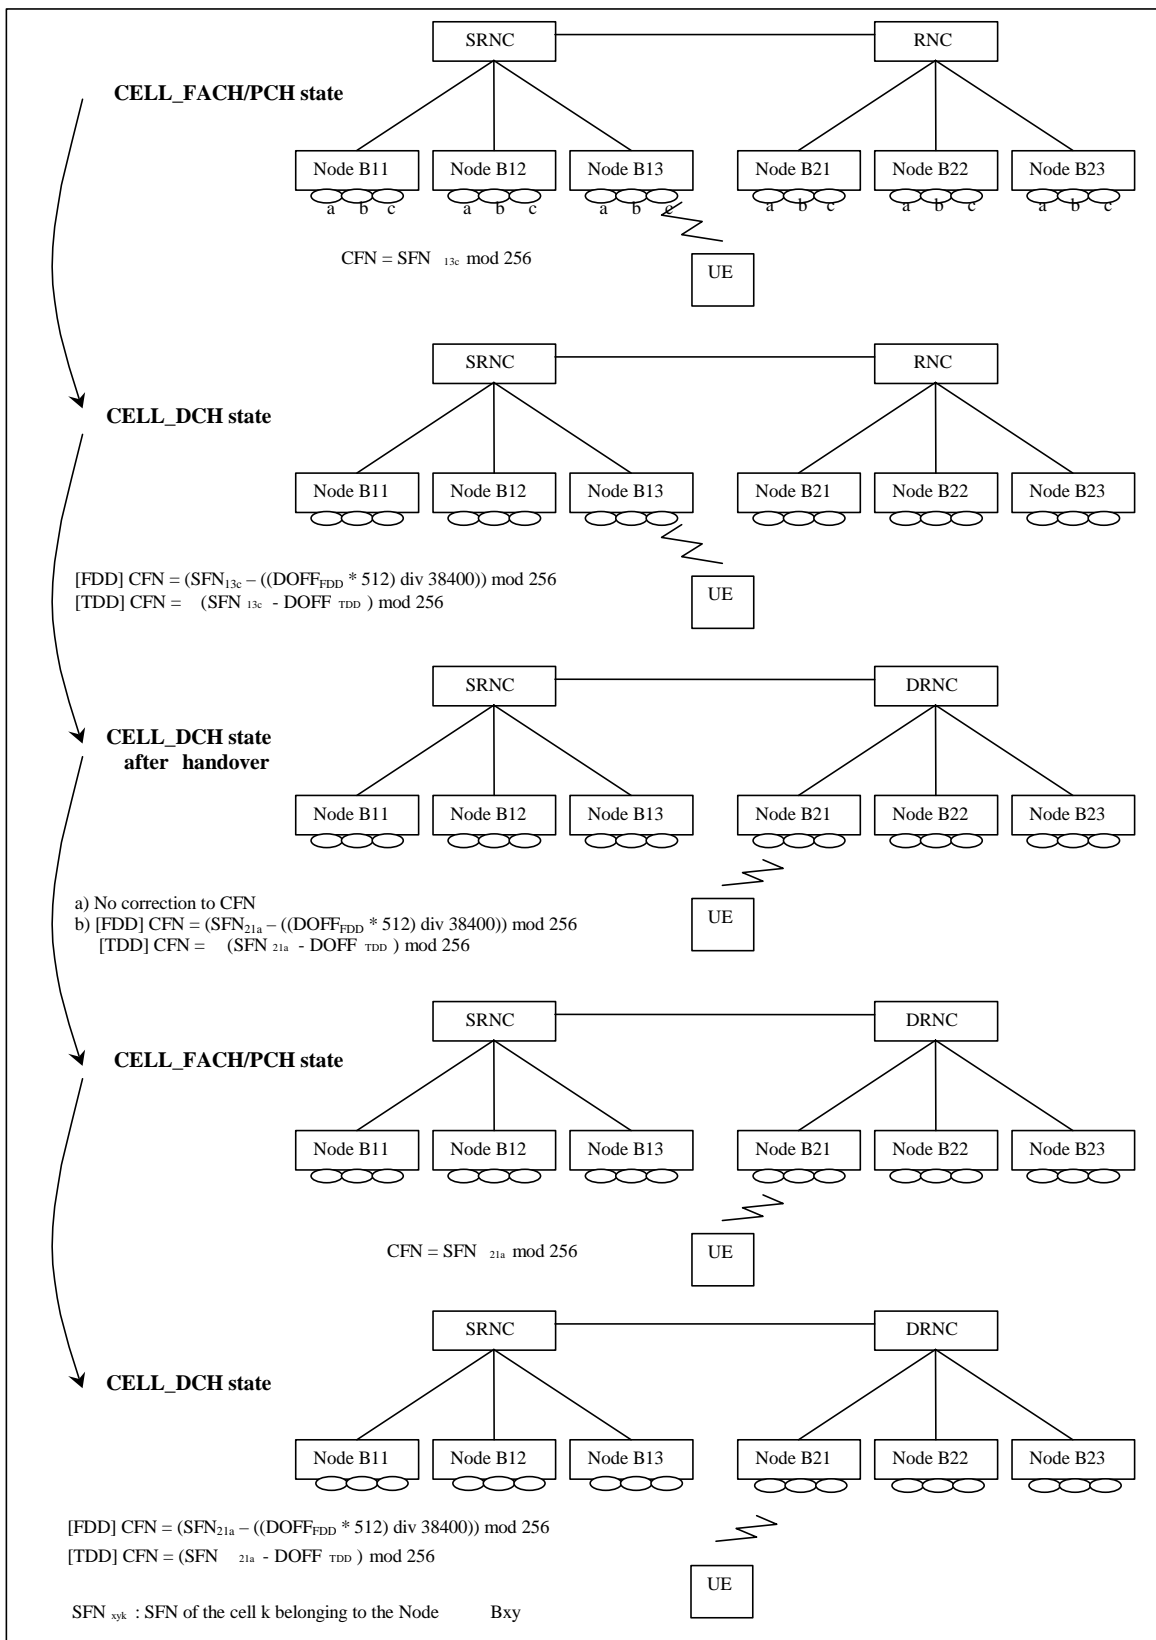 SRNC RNC
CELL_FACH/PCH state
Node B11 Node B12 Node B13 Node B21 Node B22 Node B23
a b c a b c a b c a b c a b c a b c
CFN = SFN 13c mod 256
UE
SRNC RNC
CELL_DCH state
Node B11 Node B12 Node B13 Node B21 Node B22 Node B23
[FDD] CFN = (SFN13c – ((DOFFFDD * 512) div 38400)) mod 256
[TDD] CFN = (SFN 13c - DOFF TDD ) mod 256
UE
SRNC DRNC
CELL_DCH state
after handover
Node B11 Node B12 Node B13 Node B21 Node B22 Node B23
a) No correction to CFN
b) [FDD] CFN = (SFN21a – ((DOFFFDD * 512) div 38400)) mod 256
[TDD] CFN = (SFN 21a - DOFF TDD ) mod 256
UE
SRNC DRNC
CELL_FACH/PCH state
Node B11 Node B12 Node B13 Node B21 Node B22 Node B23
CFN = SFN 21a mod 256
UE
SRNC DRNC
CELL_DCH state
Node B11 Node B12 Node B13 Node B21 Node B22 Node B23
[FDD] CFN = (SFN21a – ((DOFFFDD * 512) div 38400)) mod 256
[TDD] CFN = (SFN 21a - DOFF TDD ) mod 256
UE
SFN xyk : SFN of the cell k belonging to the Node Bxy